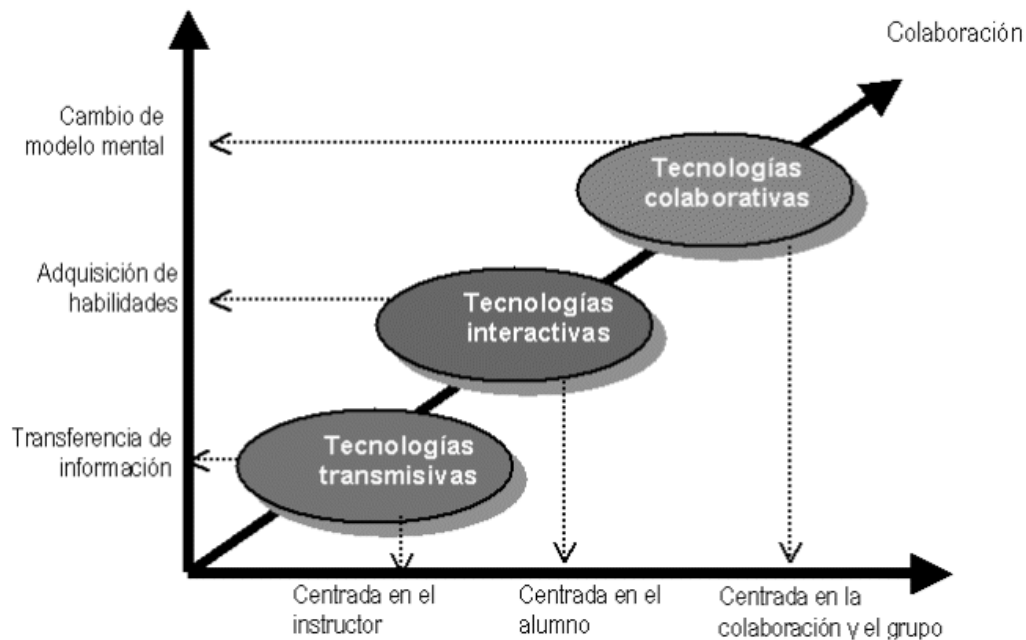 Colaboración
Cambio de
modelo mental
Tecnologías
colaborativas
Adquisición de
habilidades
Tecnologías
interactivas
Transferencia de
información
Tecnologías
transmisivas
Centrada en el
instructor
Centrada en el
alumno
Centrada en la
colaboración y el grupo